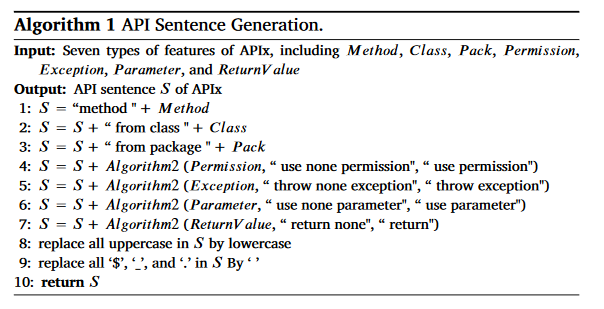 Algorithm 1 API Sentence Generation.
Input: Seven types of features of APIx, including Method, Class, Pack, Permission,
Exception, Parameter, and ReturnValue
Output: API sentence S of APIx
1: S = “method " + Method
2: S = S + “ from class " + Class
3: S = S + “ from package " + Pack
4: S = S + Algorithm2 (Permission, “ use none permission", “ use permission")
5: S = S + Algorithm2 (Exception, “ throw none exception", “ throw exception")
6: S = S + Algorithm2 (Parameter, “ use none parameter", “ use parameter")
7: S = S + Algorithm2 (ReturnValue, “ return none", “ return")
8: replace all uppercase in S by lowercase
9: replace all ‘$’, ‘_’, and ‘.’ in S By ‘ ’
10: return S